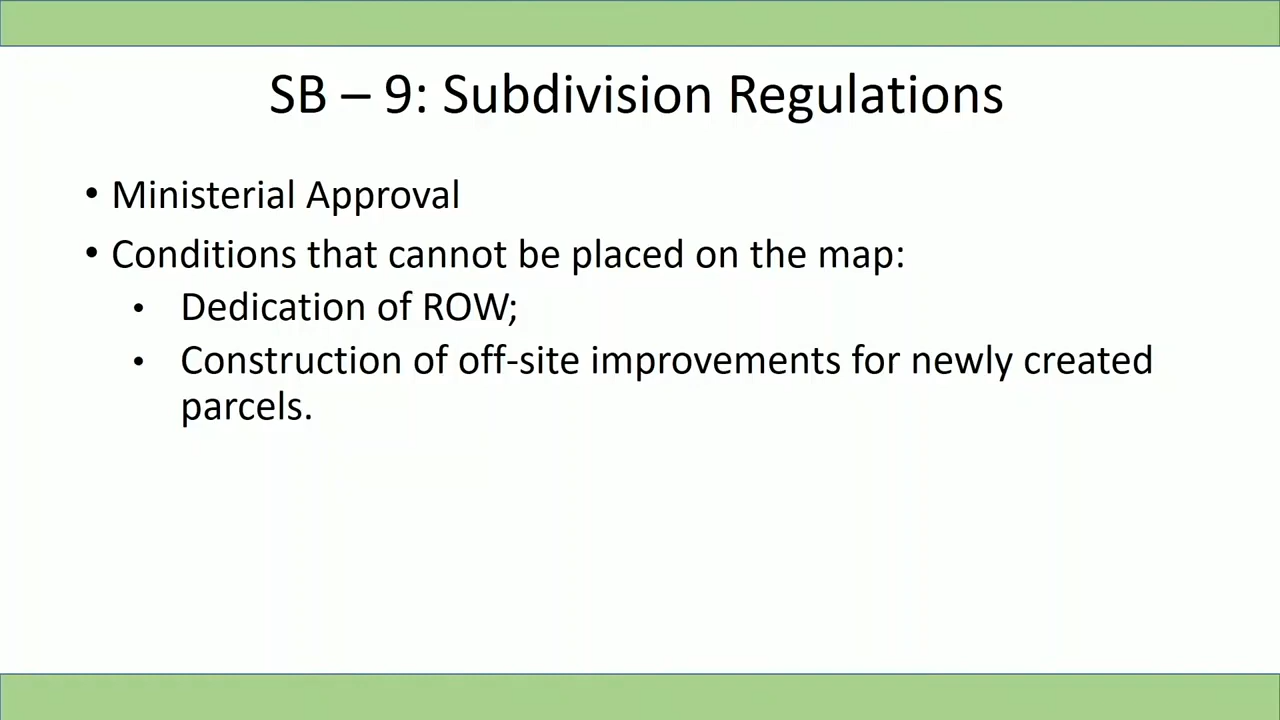 SB – 9: Subdivision Regulations
• Ministerial Approval
• Conditions that cannot be placed on the map:
• Dedication of ROW;
• Construction of off-site improvements for newly created
parcels.